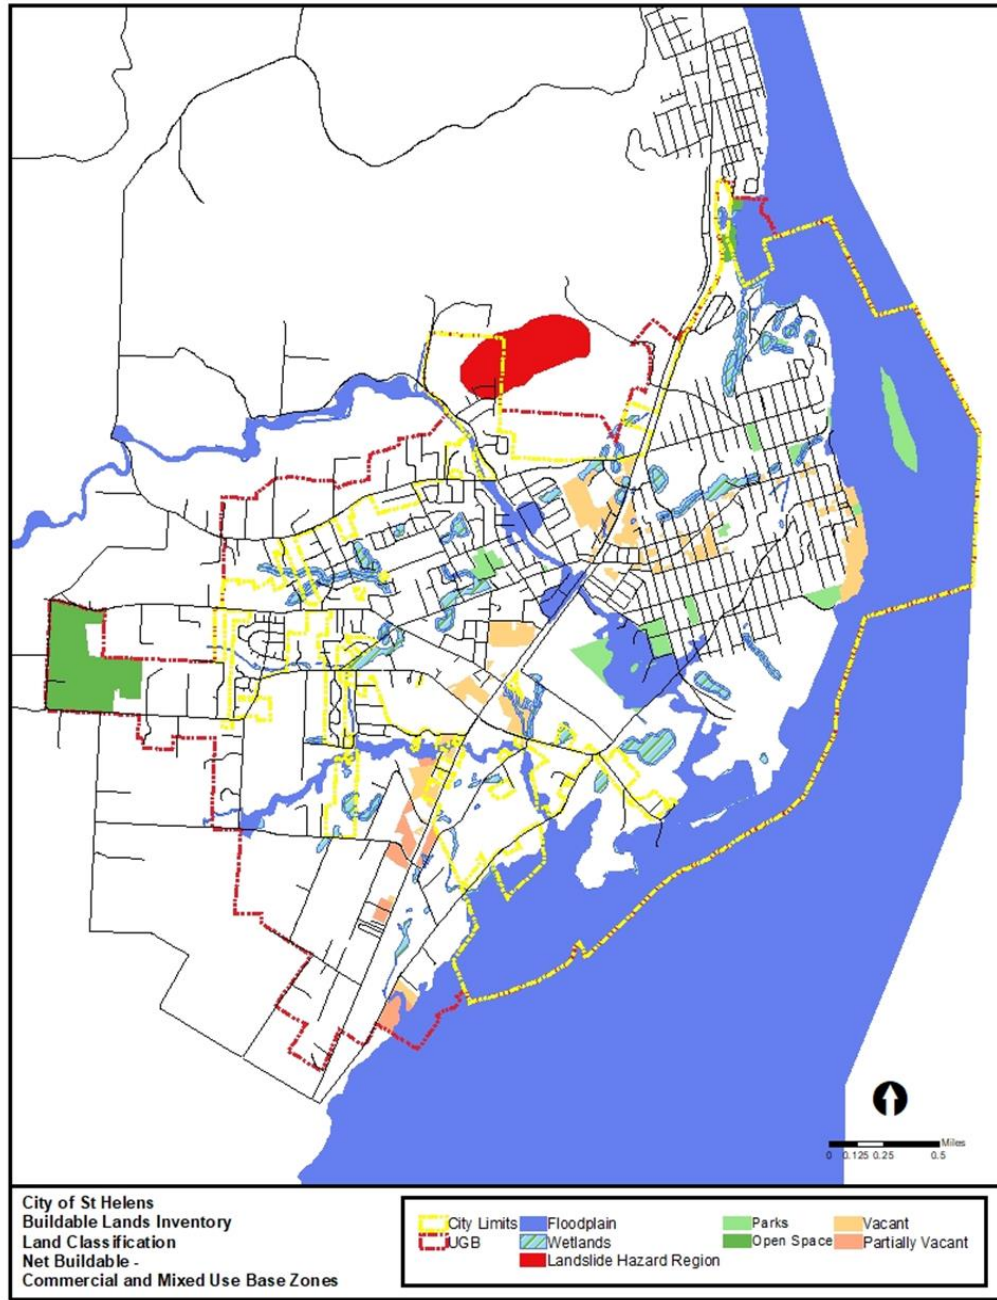 Miles
0 0.125 0.25 0.5
City of St Helens
Buildable Lands Inventory
Land Classification
Net Buildable -
Commercial and Mixed Use Base Zones
City Limits Floodplain Parks Vacant
UGB Wetlands Open Space Partially Vacant
Landslide Hazard Region